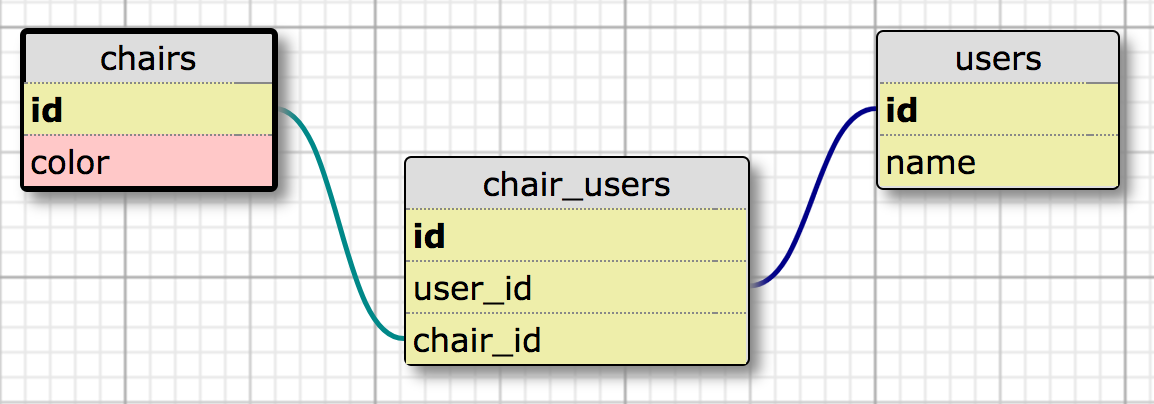 chairs
id
color
chair_users
id
user_id
chair_id
users
id
name